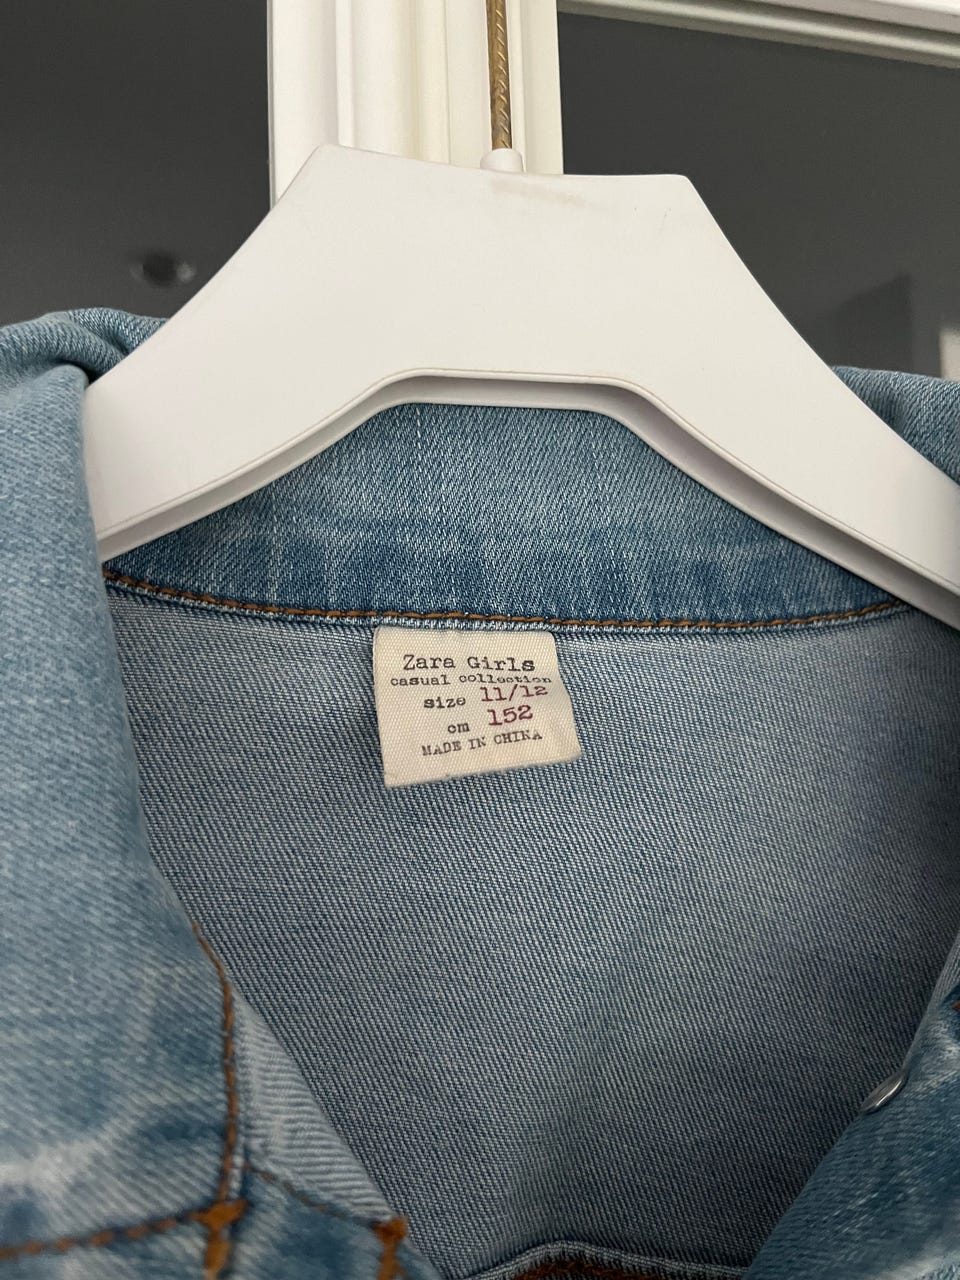 Zara Girls
casual collection
size 11/12
cm 152
MADE IN CHINA